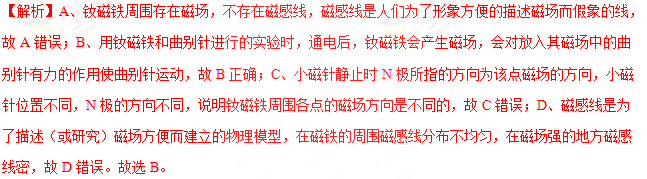 【解析】A、钕磁铁周围存在磁场，不存在磁感线，磁感线是人们为了形象方便的描述磁场而假象的线，
故 A 错误；B、用钕磁铁和曲别针进行的实验时，通电后，钕磁铁会产生磁场，会对放入其磁场中的曲
别针有力的作用使曲别针运动，故 B 正确；C、小磁针静止时 N 极所指的方向为该点磁场的方向，小磁
针位置不同，N 极的方向不同，说明钕磁铁周围各点的磁场方向是不同的，故 C 错误；D、磁感线是为
了描述（或研究）磁场方便而建立的物理模型，在磁铁的周围磁感线分布不均匀，在磁场强的地方磁感
线密，故 D 错误。故选 B。